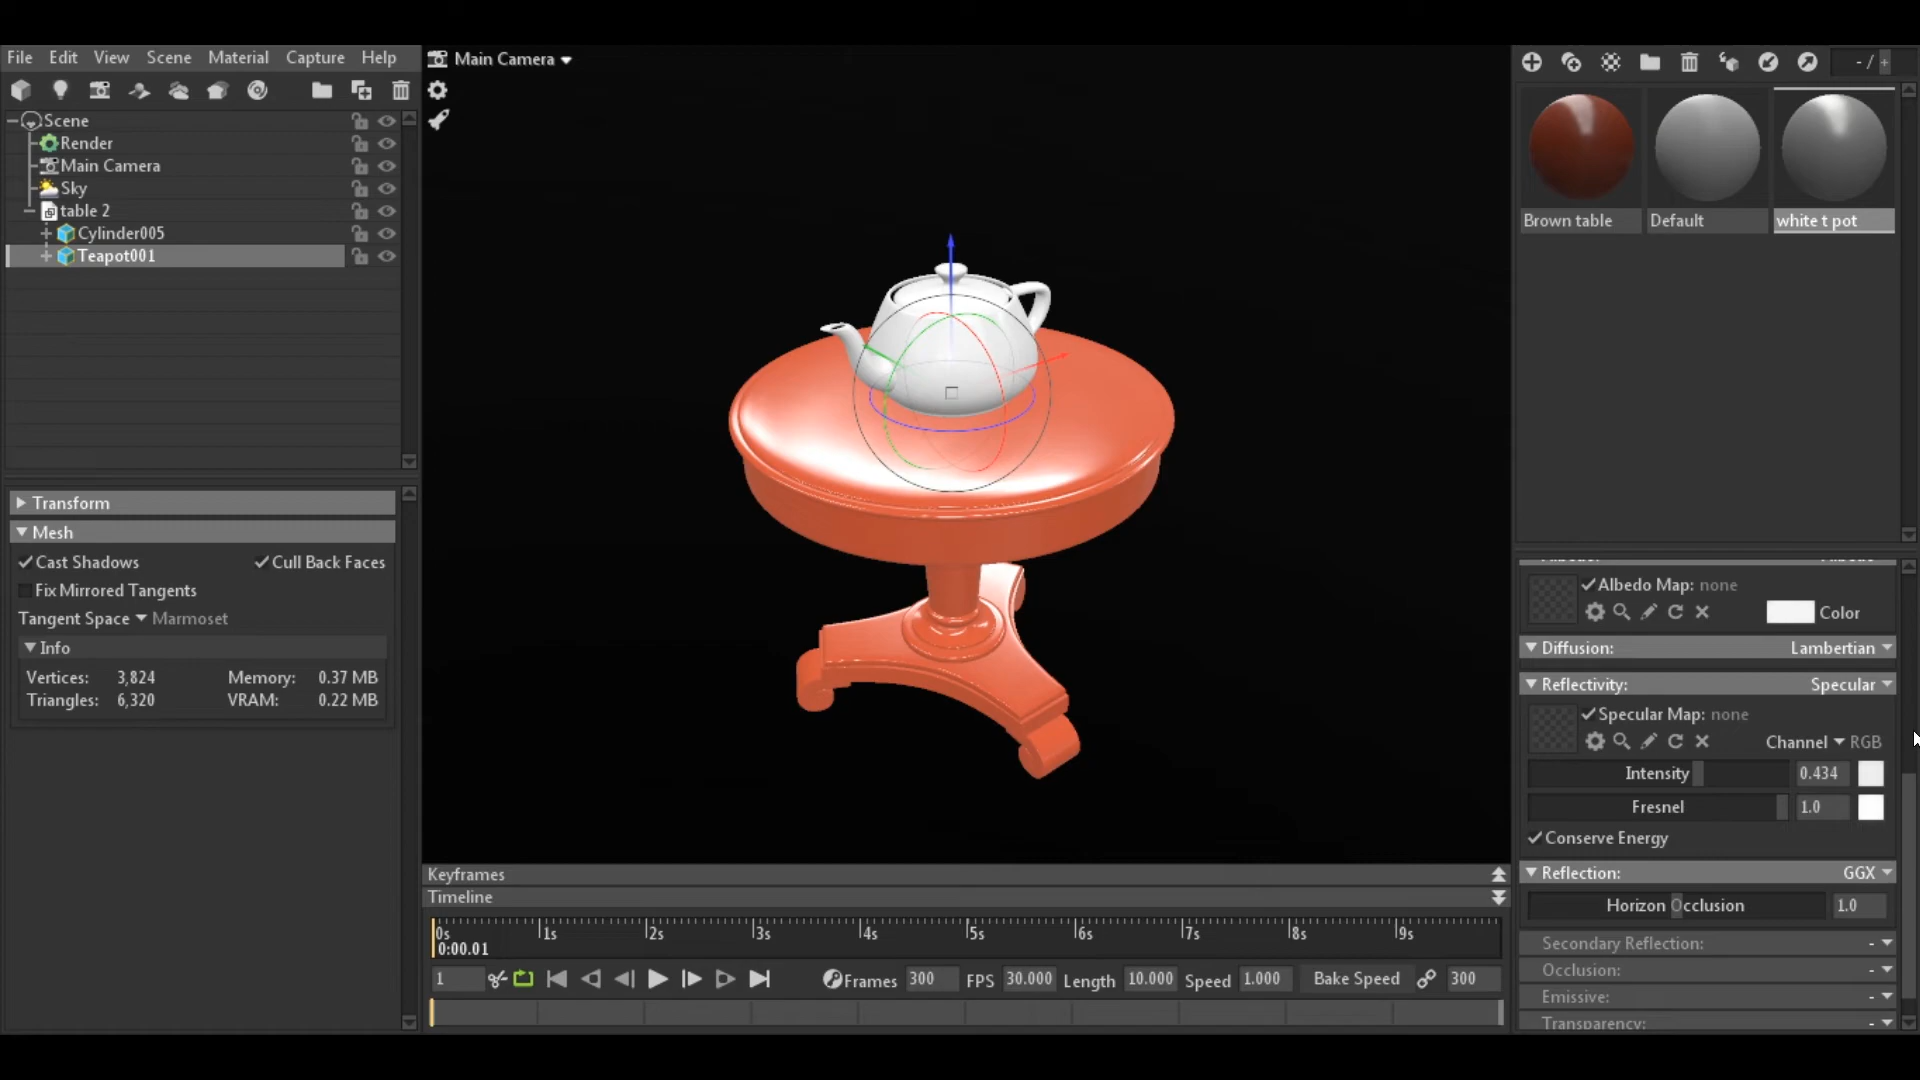 File Edit View Scene Material Capture Help
Main Camera
- / +
Scene
Render
Main Camera
Sky
table 2
Cylinder005
Teapot001
Brown table
Default
white t pot
Transform
Mesh
Cast Shadows
Cull Back Faces
Fix Mirrored Tangents
Tangent Space Marmoset
Info
Vertices: 3,824 Memory: 0.37 MB
Triangles: 6,320 VRAM: 0.22 MB
Albedo Map: none
Color
Diffusion: Lambertian
Reflectivity: Specular
Specular Map: none
Channel RGB
Intensity 0.434
Fresnel 1.0
Conserve Energy
Reflection: GGX
Horizon Occlusion 1.0
Secondary Reflection: -
Occlusion: -
Emissive: -
Transparency: -
Keyframes
Timeline
0s 1s 2s 3s 4s 5s 6s 7s 8s 9s
0:00.01
1 Frames 300 FPS 30.000 Length 10.000 Speed 1.000 Bake Speed 300